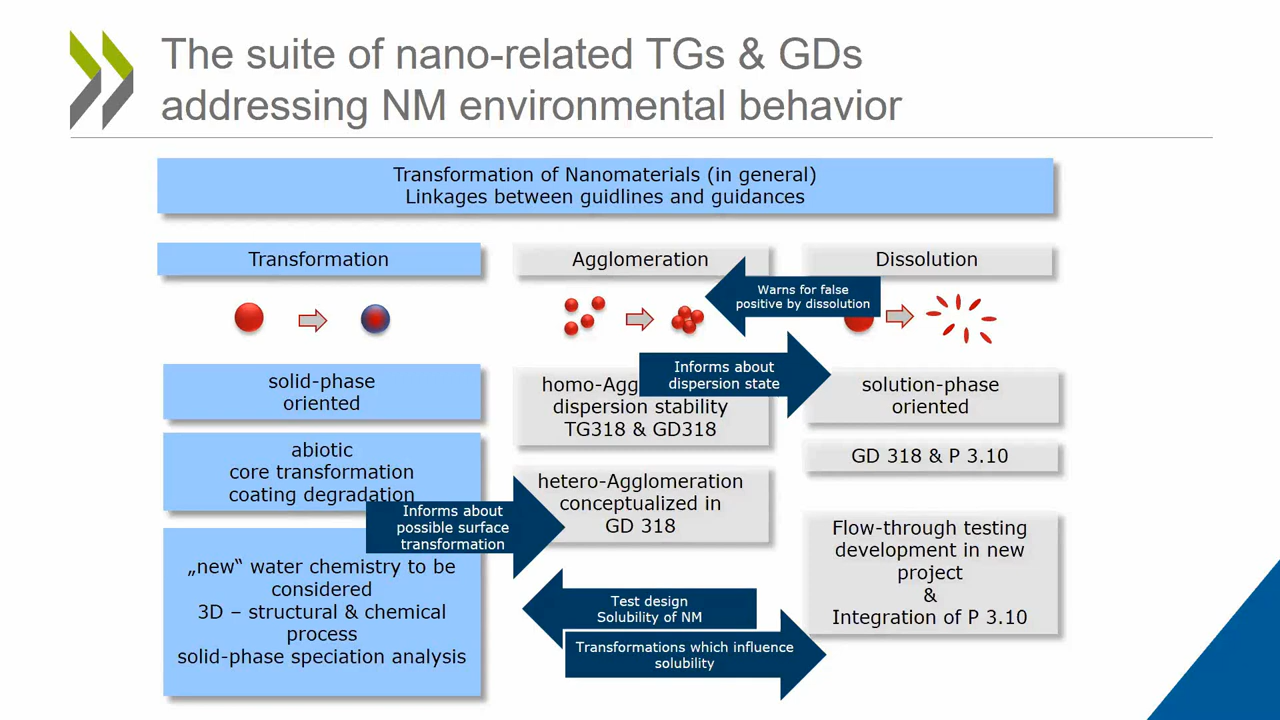 The suite of nano-related TGs & GDs
addressing NM environmental behavior
Transformation of Nanomaterials (in general)
Linkages between guidlines and guidances
Transformation
Agglomeration
Dissolution
Warns for false
positive by dissolution
Informs about
dispersion state
solid-phase
oriented
homo-Agg
dispersion stability
TG318 & GD318
solution-phase
oriented
abiotic
core transformation
coating degradation
GD 318 & P 3.10
hetero-Agglomeration
conceptualized in
GD 318
Informs about
possible surface
transformation
„new“ water chemistry to be
considered
3D – structural & chemical
process
solid-phase speciation analysis
Flow-through testing
development in new
project
&
Integration of P 3.10
Test design
Solubility of NM
Transformations which influence
solubility